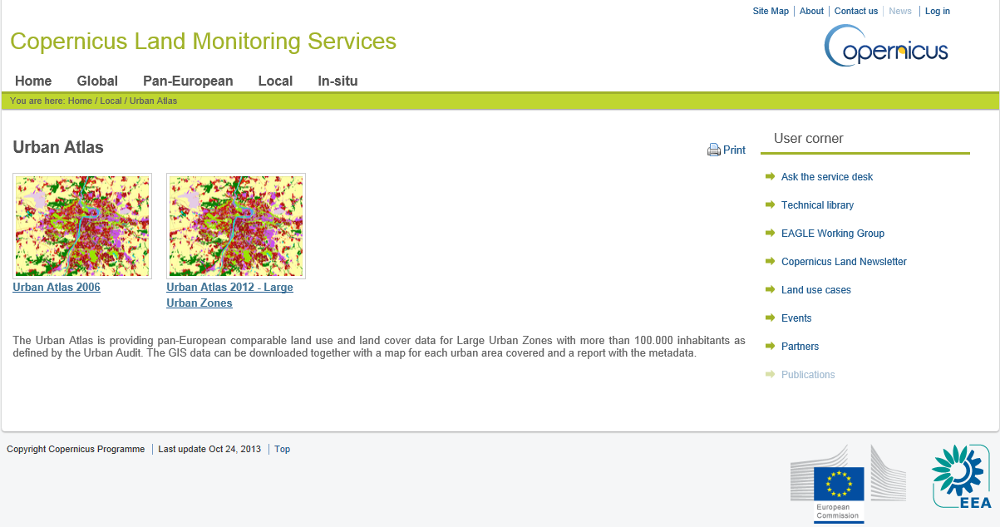 Site Map About Contact us News Log in
Copernicus Land Monitoring Services
opernicus
Home Global Pan-European Local In-situ
You are here: Home / Local / Urban Atlas
Urban Atlas
Print
Urban Atlas 2006
Urban Atlas 2012 - Large
Urban Zones
The Urban Atlas is providing pan-European comparable land use and land cover data for Large Urban Zones with more than 100.000 inhabitants as
defined by the Urban Audit. The GIS data can be downloaded together with a map for each urban area covered and a report with the metadata.
User corner
Ask the service desk
Technical library
EAGLE Working Group
Copernicus Land Newsletter
Land use cases
Events
Partners
Publications
Copyright Copernicus Programme Last update Oct 24, 2013 Top
European
Commission
EEA